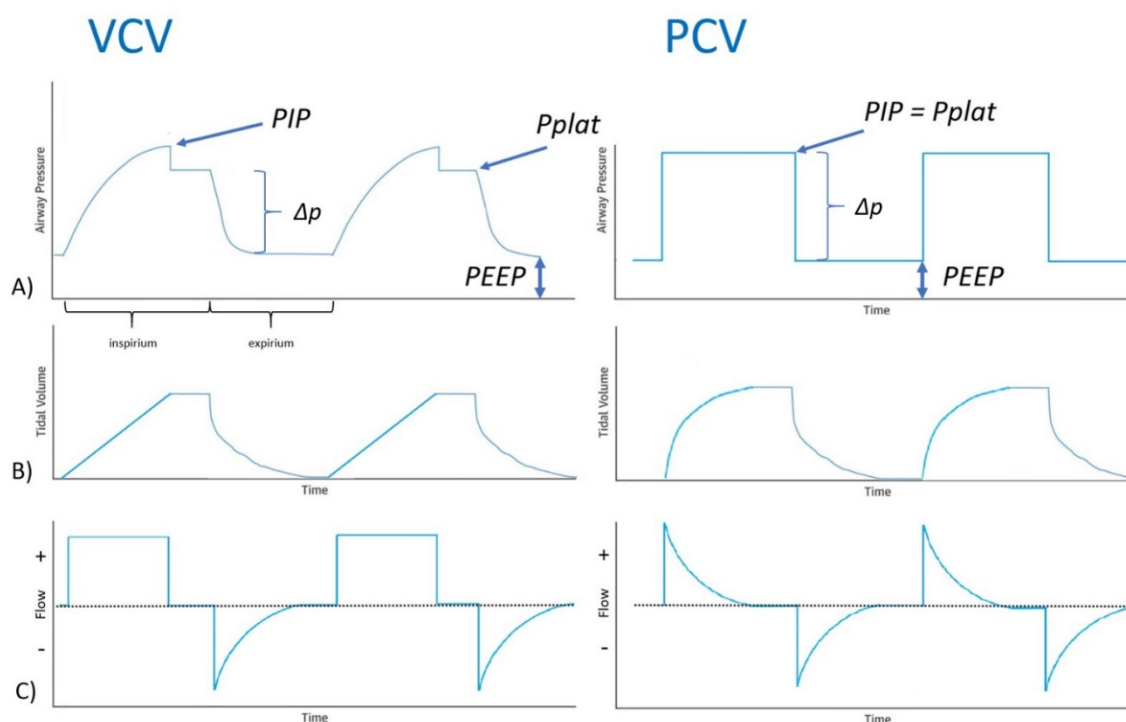 VCV
PCV
Airway Pressure
PIP
Pplat
Δp
PEEP
A)
inspirium
expirium
Airway Pressure
PIP = Pplat
Δp
PEEP
Time
B)
Tidal Volume
Time
Tidal Volume
Time
C)
+
Flow
-
Time
+
Flow
-
Time